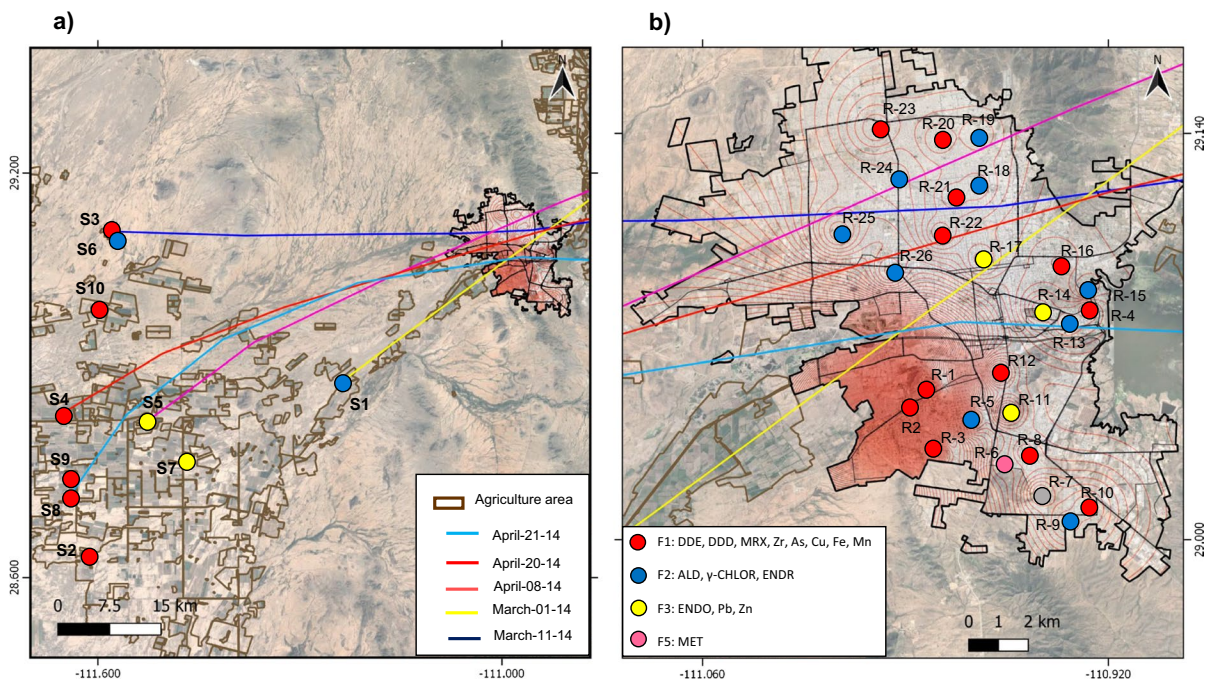 a)
N
29.200
S3
S6
S10
S4
S5
S1
S7
S9
S8
S2
28.600
0 7.5 15 km
Agriculture area
April-21-14
April-20-14
April-08-14
March-01-14
March-11-14
-111.600
-111.000
b)
N
R-23
R-20
R-19
29.140
R-24
R-18
R-21
R-25
R-22
R-17
R-26
R-16
R-14
R-15
R-4
R-13
R12
R-1
R2
R-5
R-11
R-3
R-8
R-6
R-7
R-10
R-9
29.000
F1: DDE, DDD, MRX, Zr, As, Cu, Fe, Mn
F2: ALD, γ-CHLOR, ENDR
F3: ENDO, Pb, Zn
F5: MET
0 1 2 km
-111.060
-110.920